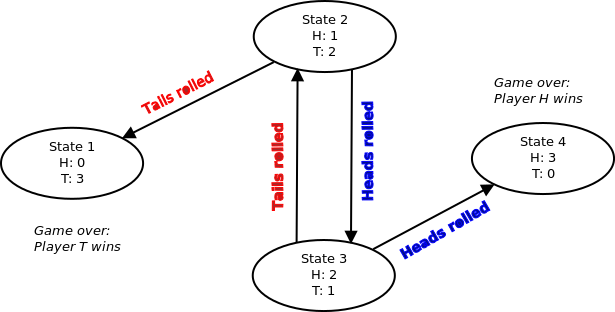 State 2
H: 1
T: 2
Tails rolled
Game over:
Player H wins
State 1
H: 0
T: 3
Tails rolled
Heads rolled
State 4
H: 3
T: 0
Game over:
Player T wins
Heads rolled
State 3
H: 2
T: 1